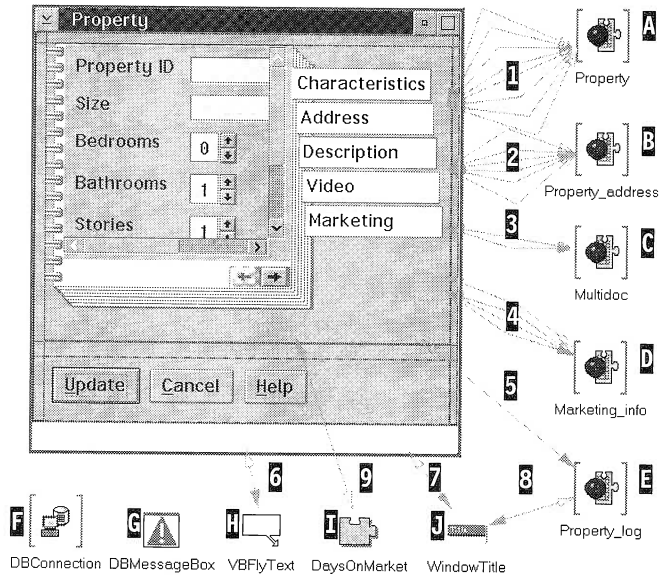 Property
Property ID
Size
Bedrooms
0
Bathrooms
1
Stories
1
Characteristics
Address
Description
Video
Marketing
Update
Cancel
Help
1
2
3
4
5
6
9
7
8
A
Property
B
Property_address
C
Multidoc
D
Marketing_info
E
Property_log
F
DBConnection
G
DBMessageBox
H
VBFlyText
I
DaysOnMarket
J
WindowTitle